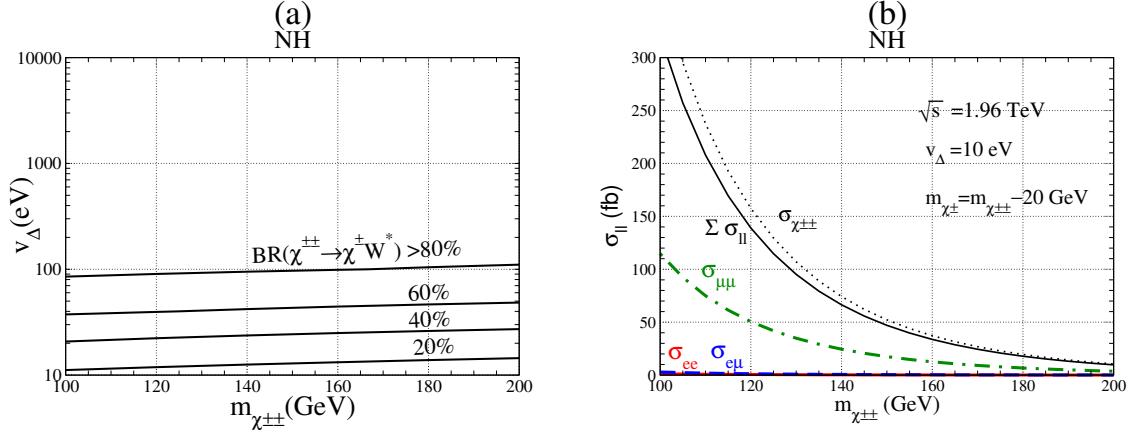 (a)
NH
10000
1000
100
10
v_Δ(eV)
BR(χ^±±→χ^±W^*) >80%
60%
40%
20%
100 120 140 160 180 200
m_χ±±(GeV)
(b)
NH
300
250
200
150
100
50
0
σ_ll (fb)
√s =1.96 TeV
v_Δ =10 eV
m_χ±=m_χ±±−20 GeV
σ_χ±±
Σ σ_ll
σ_μμ
σ_ee σ_eμ
100 120 140 160 180 200
m_χ±± (GeV)